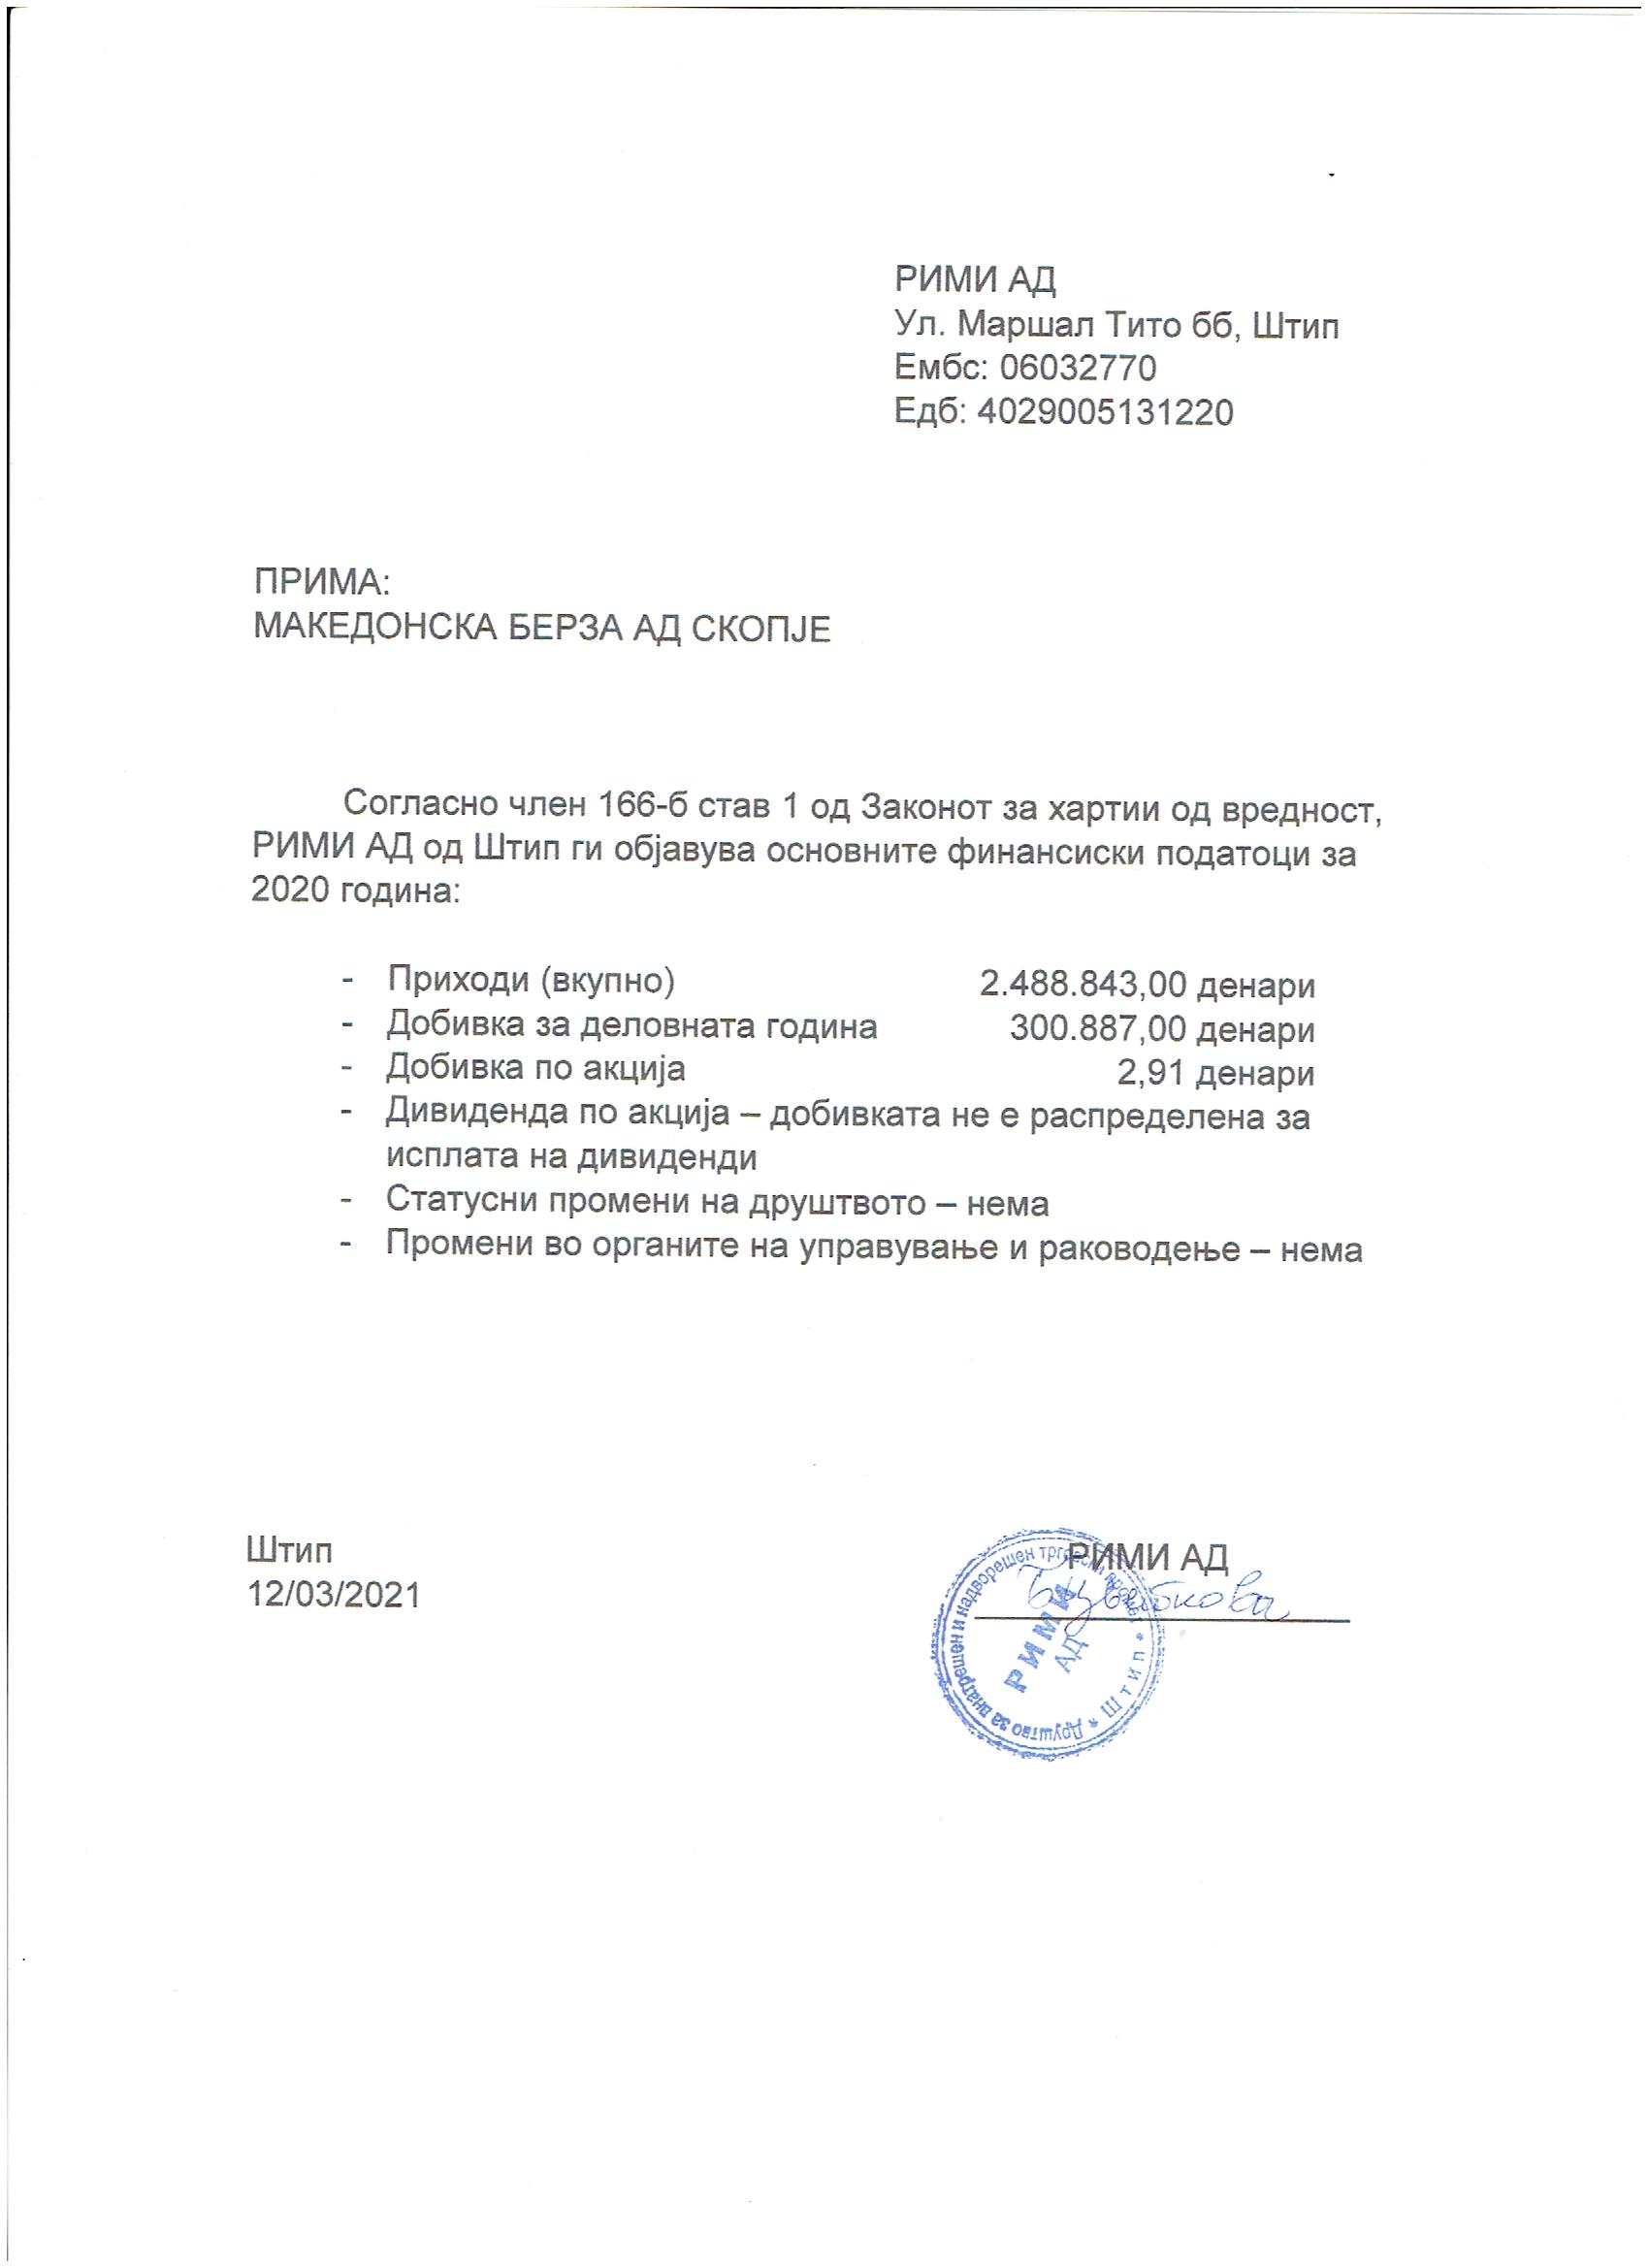 РИМИ АД
Ул. Маршал Тито бб, Штип
Ембс: 06032770
Едб: 4029005131220
ПРИМА:
МАКЕДОНСКА БЕРЗА АД СКОПЈЕ
Согласно член 166-б став 1 од Законот за хартии од вредност,
РИМИ АД од Штип ги објавува основните финансиски податоци за
2020 година:
- Приходи (вкупно) 2.488.843,00 денари
- Добивка за деловната година 300.887,00 денари
- Добивка по акција 2,91 денари
- Дивиденда по акција – добивката не е распределена за
исплата на дивиденди
- Статусни промени на друштвото – нема
- Промени во органите на управување и раководење – нема
Штип
12/03/2021
РИМИ АД
Друштво за внатрешен и надворешен трговски промет * Штип *
РИМИ
АД